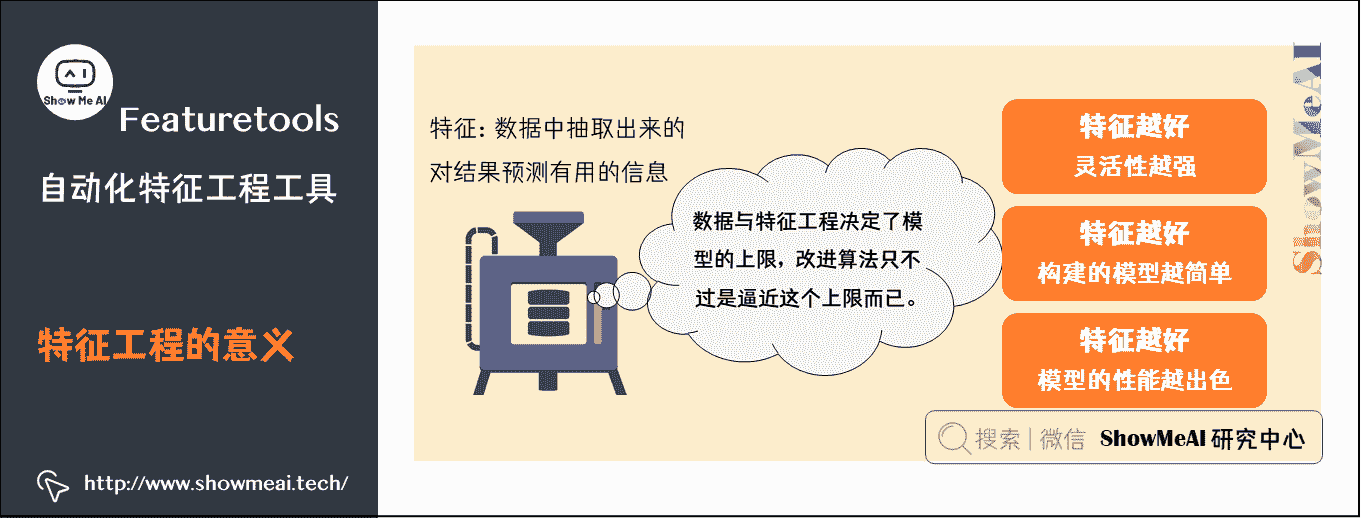 Show Me AI
Featuretools
自动化特征工程工具
特征工程的意义
http://www.showmeai.tech/
特征：数据中抽取出来的
对结果预测有用的信息
数据与特征工程决定了模
型的上限，改进算法只不
过是逼近这个上限而已。
特征越好
灵活性越强
特征越好
构建的模型越简单
特征越好
模型的性能越出色
ShowMeAI
搜索 | 微信 ShowMeAI 研究中心